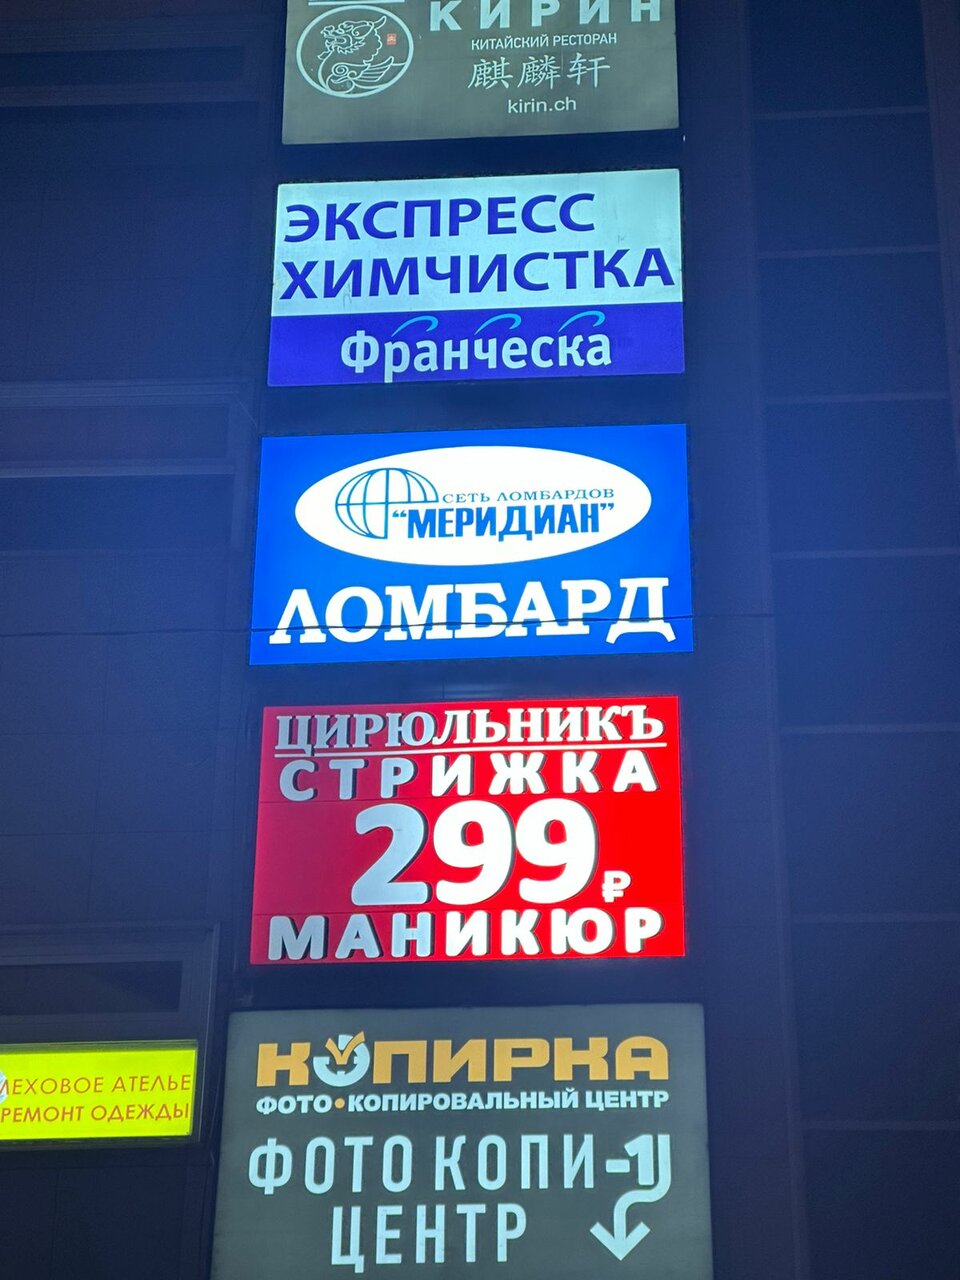 КИРИН
КИТАЙСКИЙ РЕСТОРАН
麒麟轩
kirin.ch
ЭКСПРЕСС
ХИМЧИСТКА
Франческа
СЕТЬ ЛОМБАРДОВ
"МЕРИДИАН"
ЛОМБАРД
ЦИРЮЛЬНИКЪ
СТРИЖКА
299₽
МАНИКЮР
МЕХОВОЕ АТЕЛЬЕ
РЕМОНТ ОДЕЖДЫ
КОПИРКА
ФОТО•КОПИРОВАЛЬНЫЙ ЦЕНТР
ФОТО КОПИ-
ЦЕНТР
-1